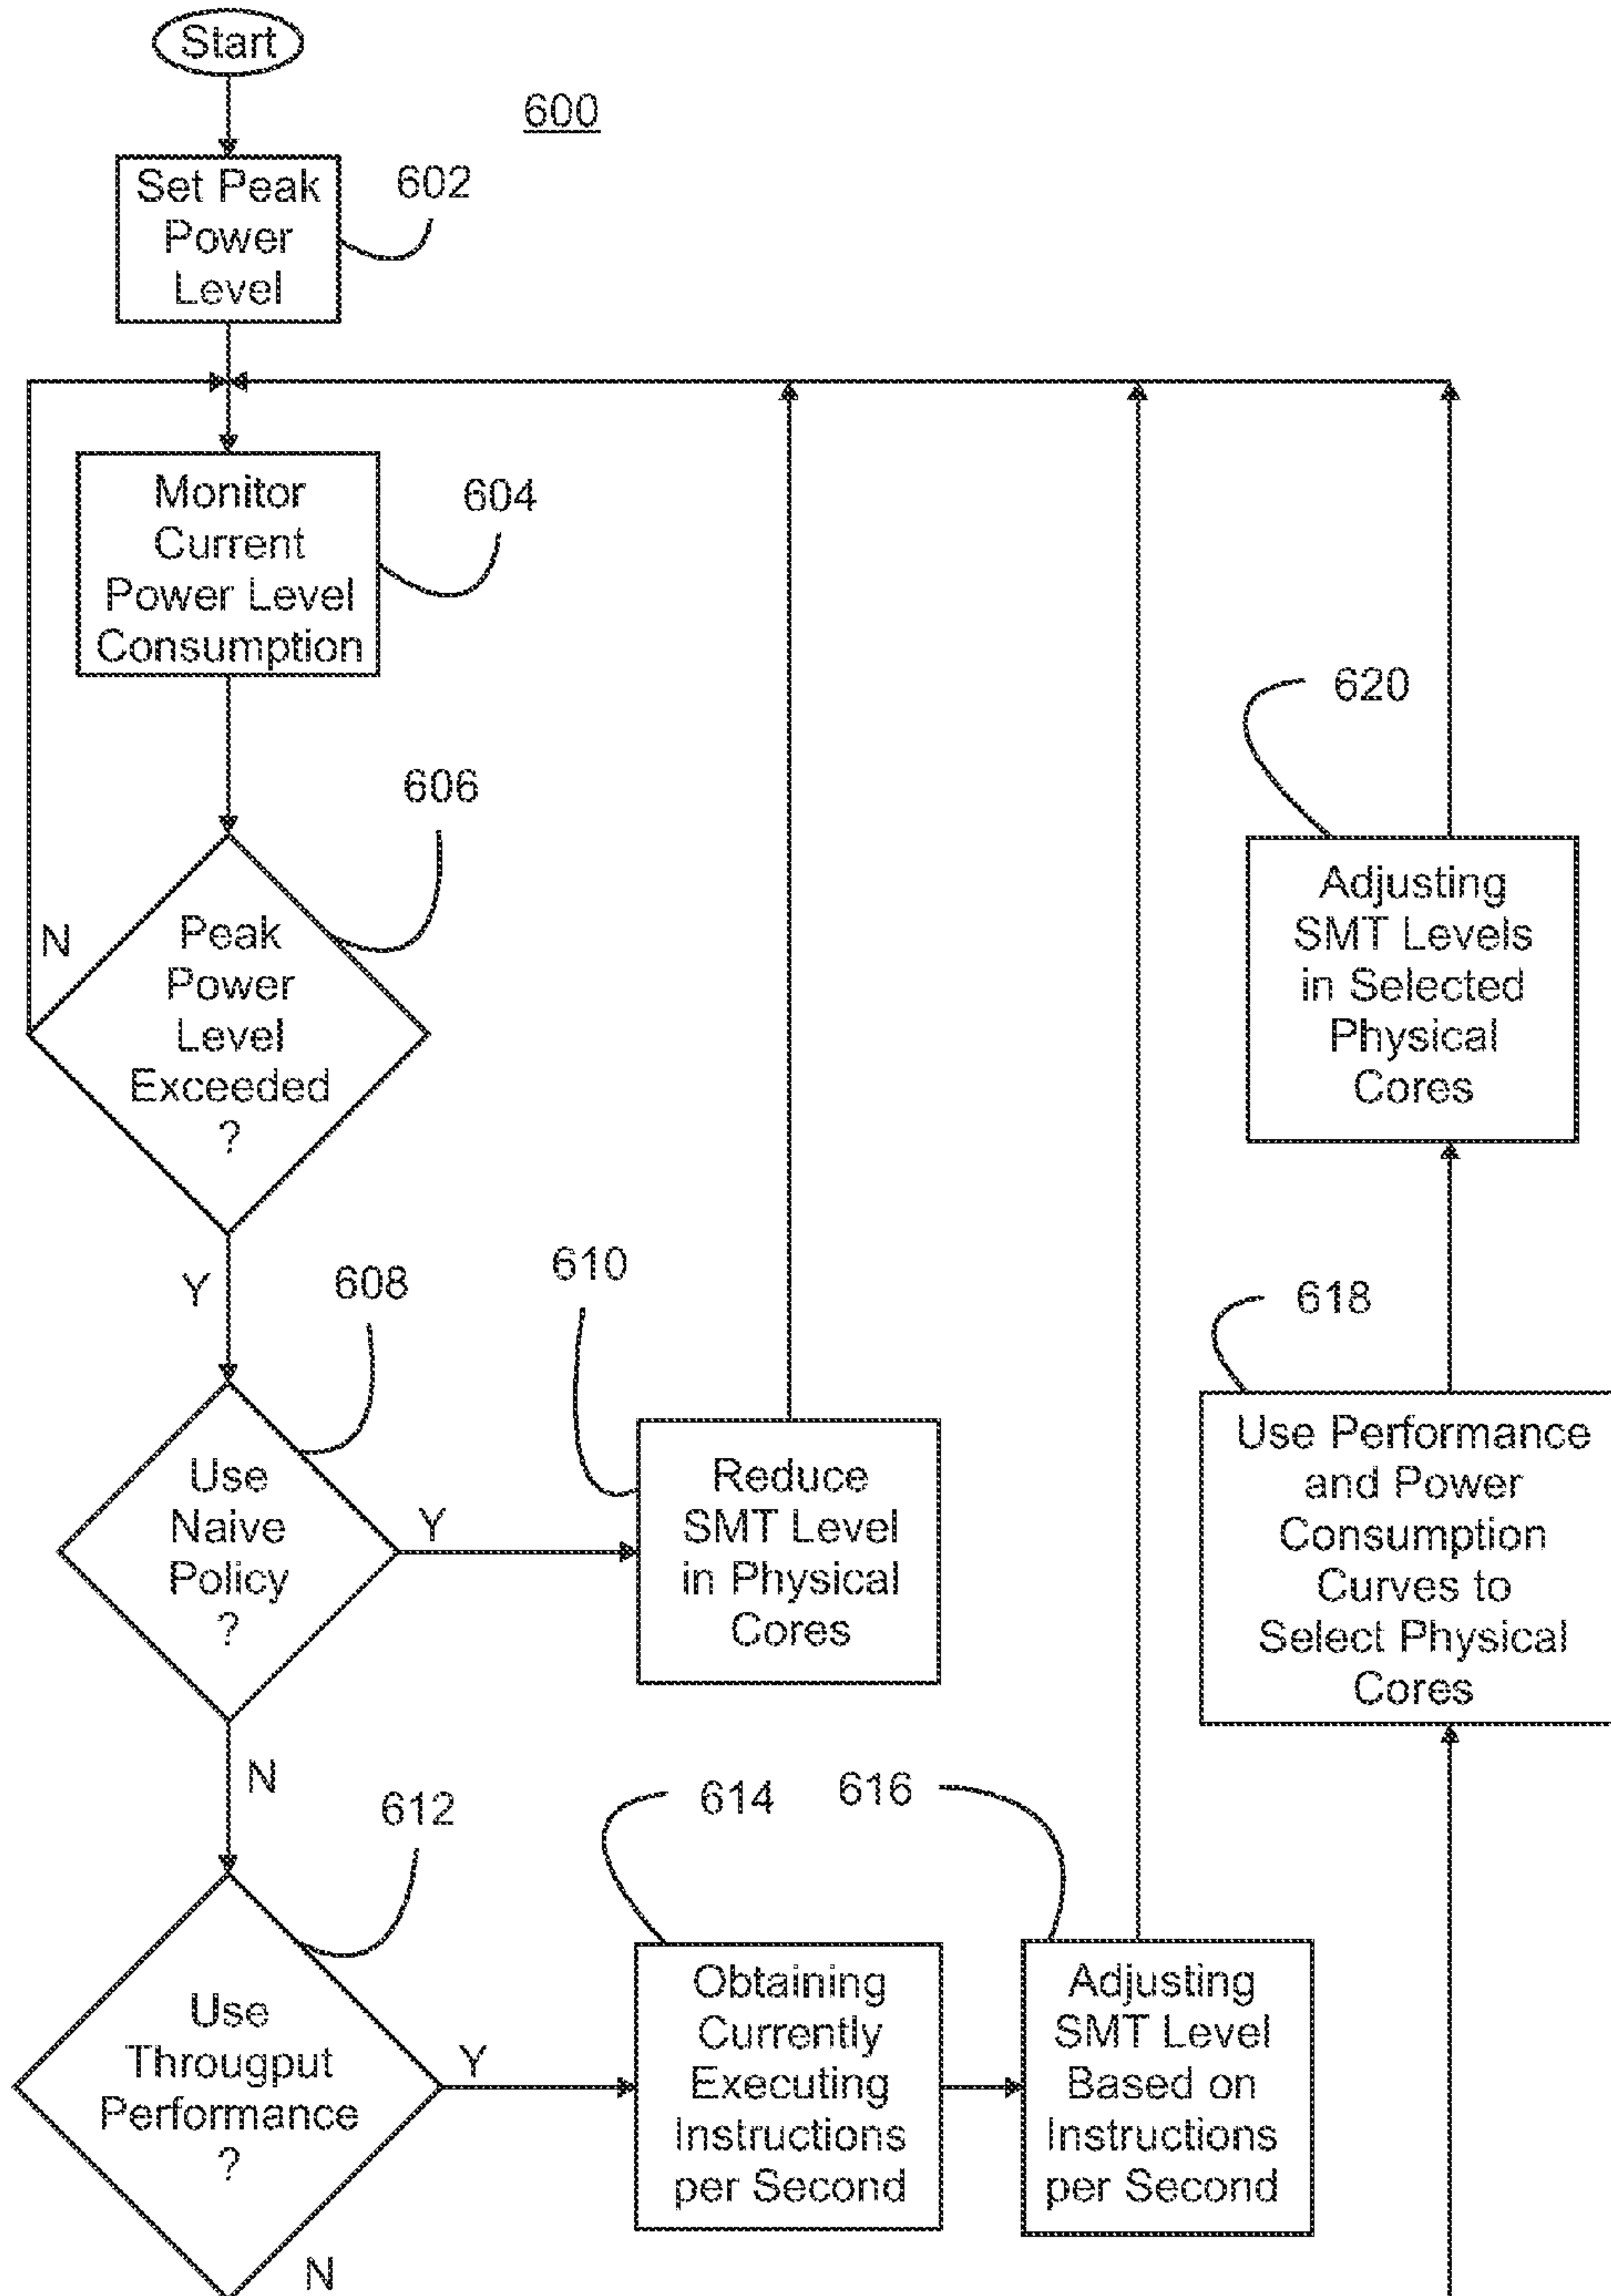 Start
600
Set Peak
Power
Level
602
Monitor
Current
Power Level
Consumption
604
Peak
Power
Level
Exceeded
?
606
N
Y
Use
Naive
Policy
?
608
Y
N
610
Reduce
SMT Level
in Physical
Cores
Use
Througput
Performance
?
612
Y
N
614
Obtaining
Currently
Executing
Instructions
per Second
616
Adjusting
SMT Level
Based on
Instructions
per Second
618
Use Performance
and Power
Consumption
Curves to
Select Physical
Cores
620
Adjusting
SMT Levels
in Selected
Physical
Cores